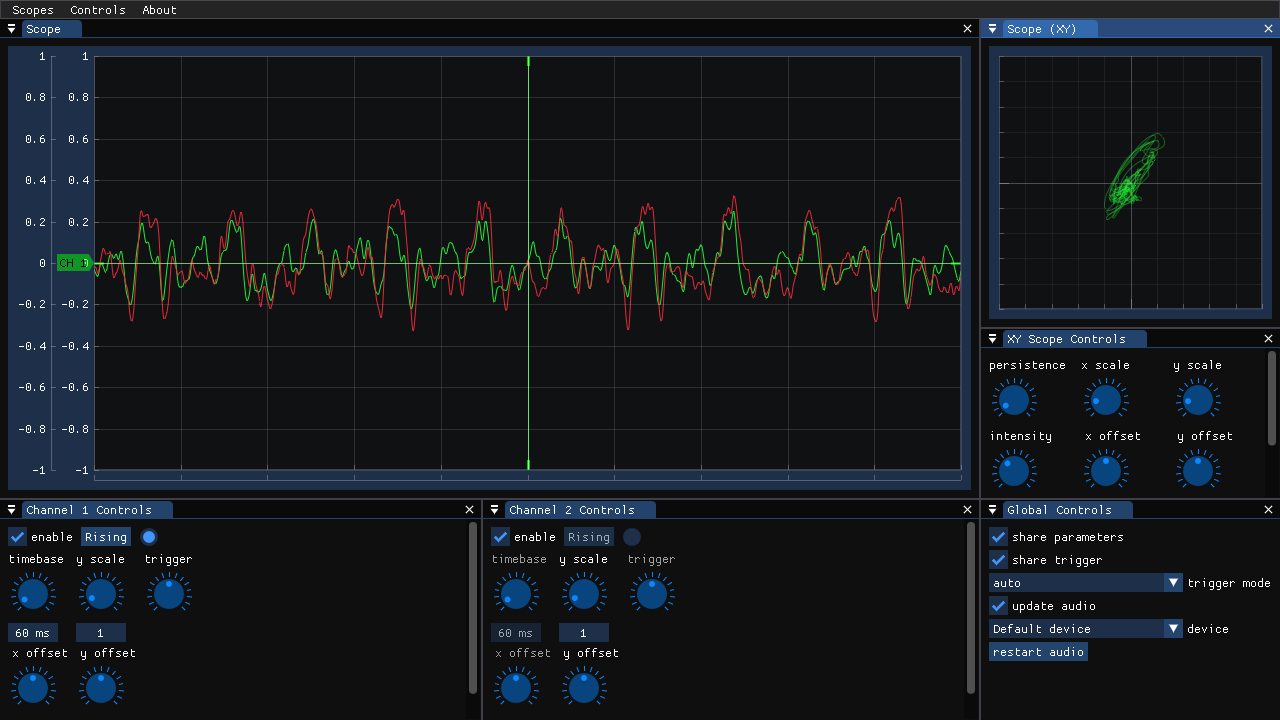 Scopes Controls About
Scope
1 1
0.8 0.8
0.6 0.6
0.4 0.4
0.2 0.2
0 CH 1 0
-0.2 -0.2
-0.4 -0.4
-0.6 -0.6
-0.8 -0.8
-1 -1
Scope (XY)
XY Scope Controls
persistence x scale y scale
intensity x offset y offset
Channel 1 Controls
enable Rising
timebase y scale trigger
60 ms 1
x offset y offset
Channel 2 Controls
enable Rising
timebase y scale trigger
60 ms 1
x offset y offset
Global Controls
share parameters
share trigger
auto trigger mode
update audio
Default device device
restart audio